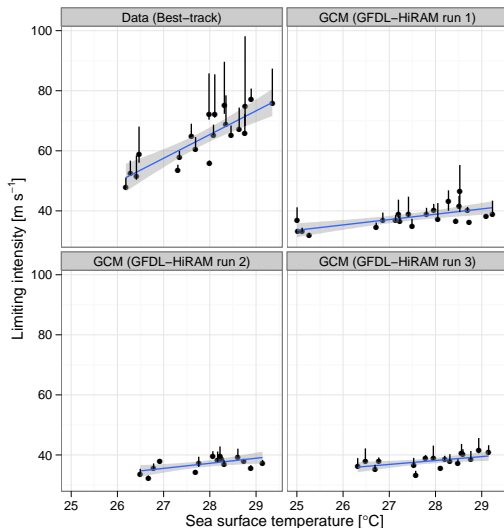 Data (Best−track)
GCM (GFDL−HiRAM run 1)
100
80
60
40
GCM (GFDL−HiRAM run 2)
GCM (GFDL−HiRAM run 3)
100
80
60
40
25 26 27 28 29
25 26 27 28 29
Sea surface temperature [°C]
Limiting intensity [m s⁻¹]